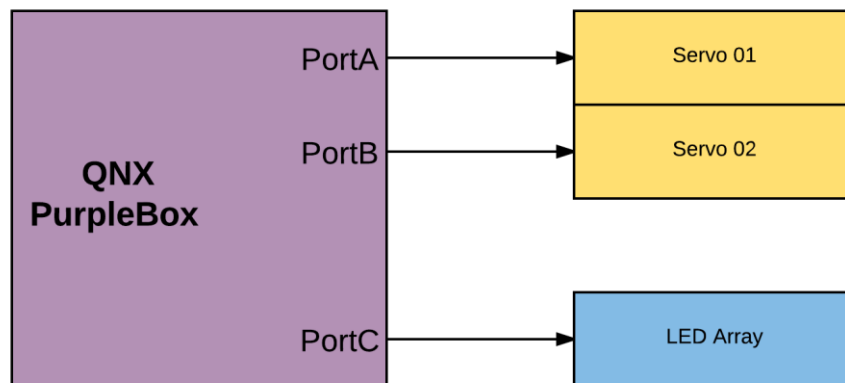 PortA
Servo 01
PortB
Servo 02
QNX
PurpleBox
PortC
LED Array